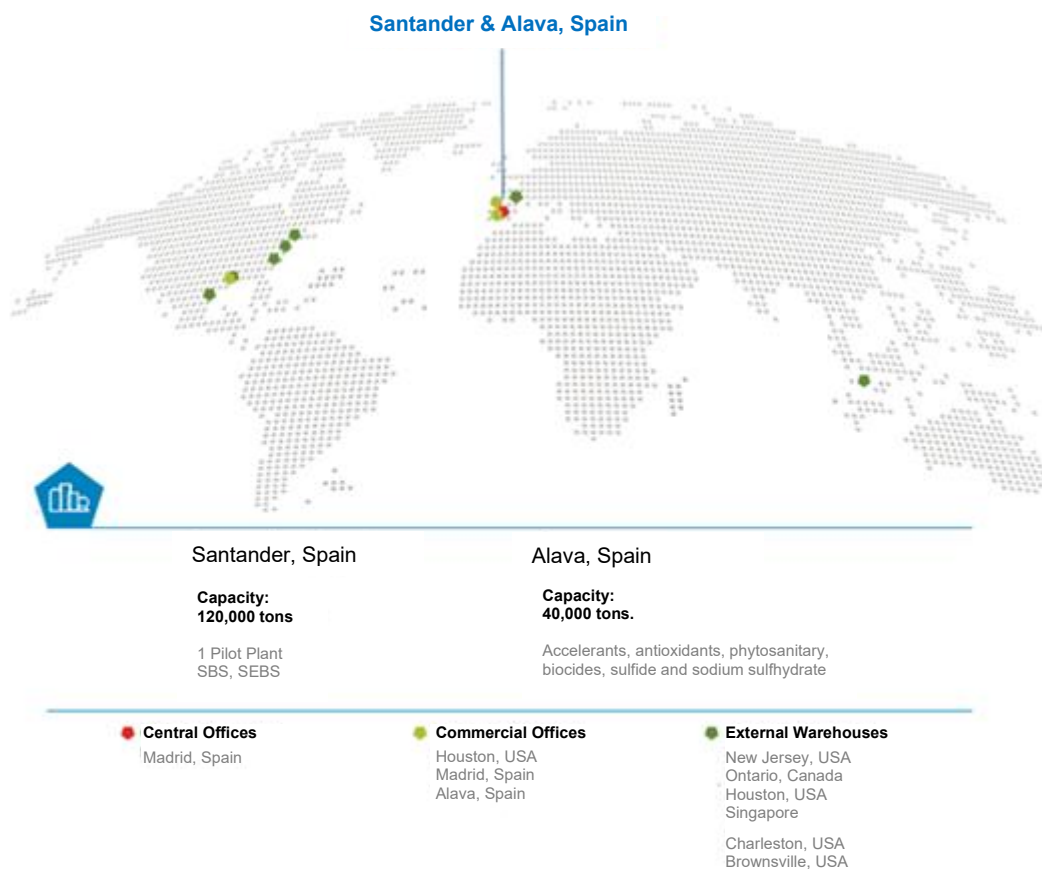 Santander & Alava, Spain
Santander, Spain
Capacity:
120,000 tons
1 Pilot Plant
SBS, SEBS
Alava, Spain
Capacity:
40,000 tons.
Accelerants, antioxidants, phytosanitary,
biocides, sulfide and sodium sulfhydrate
Central Offices
Madrid, Spain
Commercial Offices
Houston, USA
Madrid, Spain
Alava, Spain
External Warehouses
New Jersey, USA
Ontario, Canada
Houston, USA
Singapore
Charleston, USA
Brownsville, USA